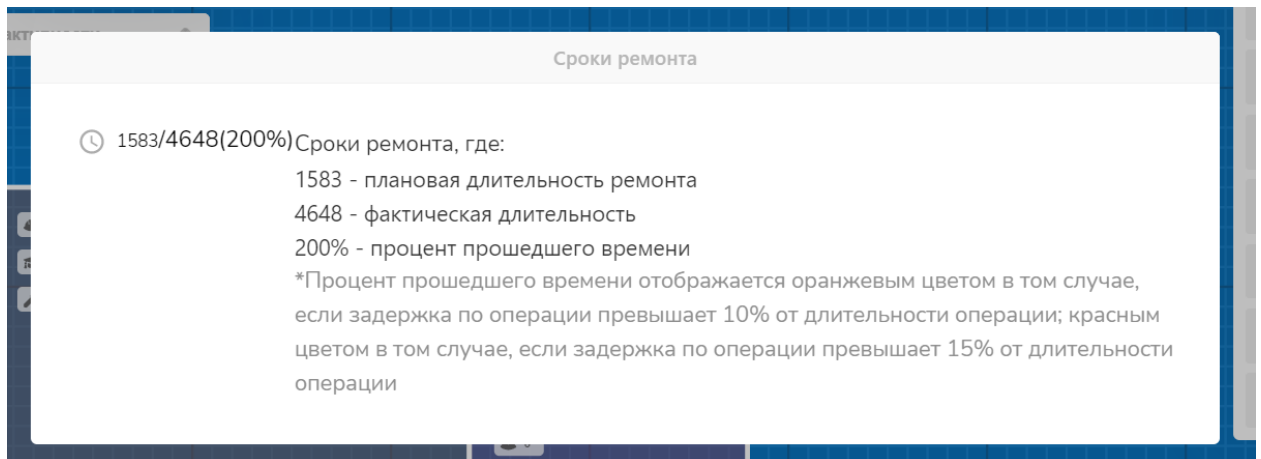 Сроки ремонта
1583/4648(200%) Сроки ремонта, где:
1583 - плановая длительность ремонта
4648 - фактическая длительность
200% - процент прошедшего времени
*Процент прошедшего времени отображается оранжевым цветом в том случае,
если задержка по операции превышает 10% от длительности операции; красным
цветом в том случае, если задержка по операции превышает 15% от длительности
операции